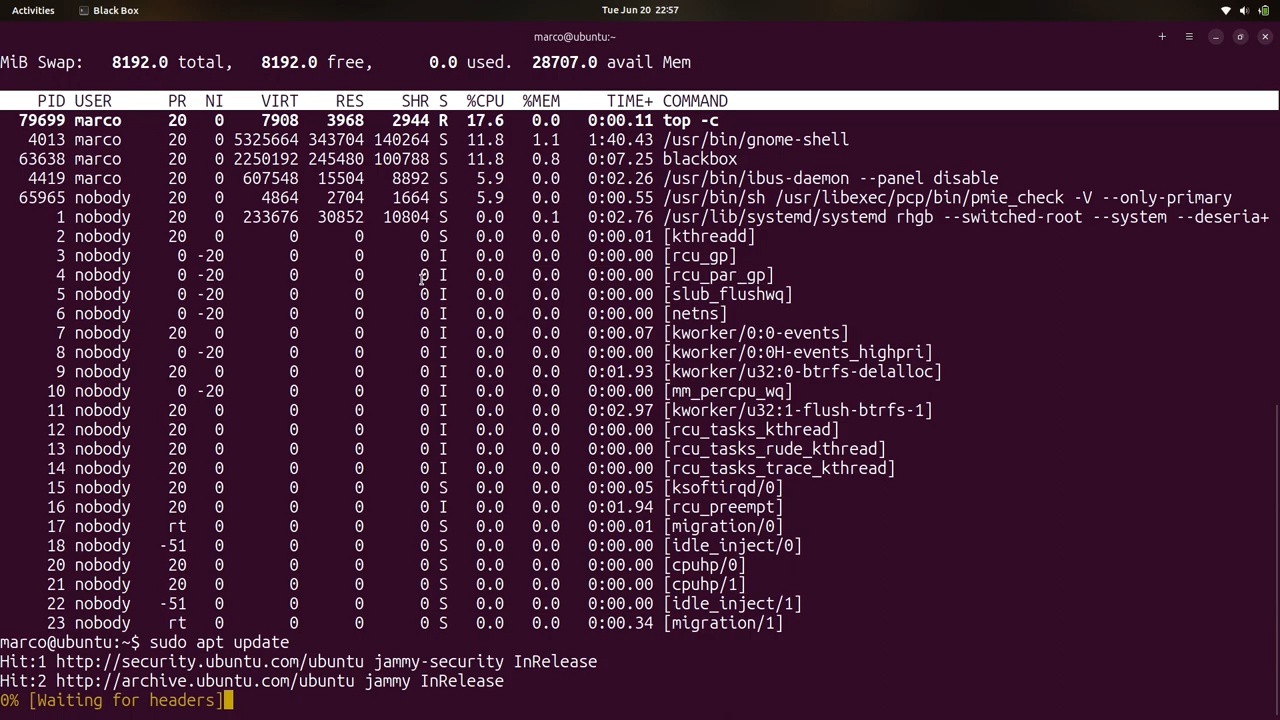 Activities Black Box Tue Jun 20 22:57
marco@ubuntu:~
MiB Swap: 8192.0 total, 8192.0 free, 0.0 used. 28707.0 avail Mem
PID USER PR NI VIRT RES SHR S %CPU %MEM TIME+ COMMAND
79699 marco 20 0 7908 3968 2944 R 17.6 0.0 0:00.11 top -c
4013 marco 20 0 5325664 343704 140264 S 11.8 1.1 1:40.43 /usr/bin/gnome-shell
63638 marco 20 0 2250192 245480 100788 S 11.8 0.8 0:07.25 blackbox
4419 marco 20 0 607548 15504 8892 S 5.9 0.0 0:02.26 /usr/bin/ibus-daemon --panel disable
65965 nobody 20 0 4864 2704 1664 S 5.9 0.0 0:00.55 /usr/bin/sh /usr/libexec/pcp/bin/pmie_check -V --only-primary
1 nobody 20 0 233676 30852 10804 S 0.0 0.1 0:02.76 /usr/lib/systemd/systemd rhgb --switched-root --system --deseria+
2 nobody 20 0 0 0 0 S 0.0 0.0 0:00.01 [kthreadd]
3 nobody 0 -20 0 0 0 I 0.0 0.0 0:00.00 [rcu_gp]
4 nobody 0 -20 0 0 0 I 0.0 0.0 0:00.00 [rcu_par_gp]
5 nobody 0 -20 0 0 0 I 0.0 0.0 0:00.00 [slub_flushwq]
6 nobody 0 -20 0 0 0 I 0.0 0.0 0:00.00 [netns]
7 nobody 20 0 0 0 0 I 0.0 0.0 0:00.07 [kworker/0:0-events]
8 nobody 0 -20 0 0 0 I 0.0 0.0 0:00.00 [kworker/0:0H-events_highpri]
9 nobody 20 0 0 0 0 I 0.0 0.0 0:01.93 [kworker/u32:0-btrfs-delalloc]
10 nobody 0 -20 0 0 0 I 0.0 0.0 0:00.00 [mm_percpu_wq]
11 nobody 20 0 0 0 0 I 0.0 0.0 0:02.97 [kworker/u32:1-flush-btrfs-1]
12 nobody 20 0 0 0 0 I 0.0 0.0 0:00.00 [rcu_tasks_kthread]
13 nobody 20 0 0 0 0 I 0.0 0.0 0:00.00 [rcu_tasks_rude_kthread]
14 nobody 20 0 0 0 0 I 0.0 0.0 0:00.00 [rcu_tasks_trace_kthread]
15 nobody 20 0 0 0 0 S 0.0 0.0 0:00.05 [ksoftirqd/0]
16 nobody 20 0 0 0 0 I 0.0 0.0 0:01.94 [rcu_preempt]
17 nobody rt 0 0 0 0 S 0.0 0.0 0:00.01 [migration/0]
18 nobody -51 0 0 0 0 S 0.0 0.0 0:00.00 [idle_inject/0]
20 nobody 20 0 0 0 0 S 0.0 0.0 0:00.00 [cpuhp/0]
21 nobody 20 0 0 0 0 S 0.0 0.0 0:00.00 [cpuhp/1]
22 nobody -51 0 0 0 0 S 0.0 0.0 0:00.00 [idle_inject/1]
23 nobody rt 0 0 0 0 S 0.0 0.0 0:00.34 [migration/1]
marco@ubuntu:~$ sudo apt update
Hit:1 http://security.ubuntu.com/ubuntu jammy-security InRelease
Hit:2 http://archive.ubuntu.com/ubuntu jammy InRelease
0% [Waiting for headers]